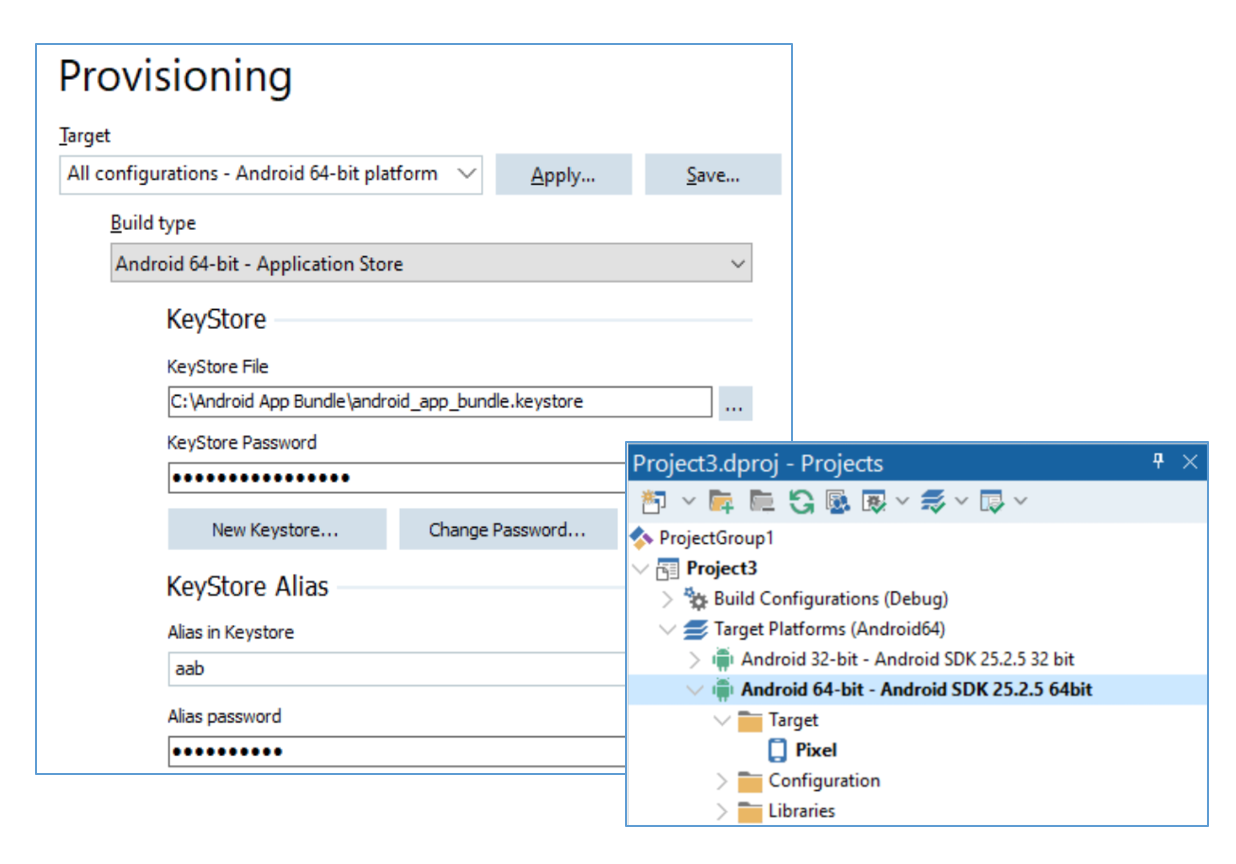 Provisioning
Target
All configurations - Android 64-bit platform
Apply...
Save...
Build type
Android 64-bit - Application Store
KeyStore
KeyStore File
C:\Android App Bundle\android_app_bundle.keystore
...
KeyStore Password
••••••••••••••••
New Keystore...
Change Password...
KeyStore Alias
Alias in Keystore
aab
Alias password
••••••••••
Project3.dproj - Projects
ProjectGroup1
Project3
Build Configurations (Debug)
Target Platforms (Android64)
Android 32-bit - Android SDK 25.2.5 32 bit
Android 64-bit - Android SDK 25.2.5 64bit
Target
Pixel
Configuration
Libraries